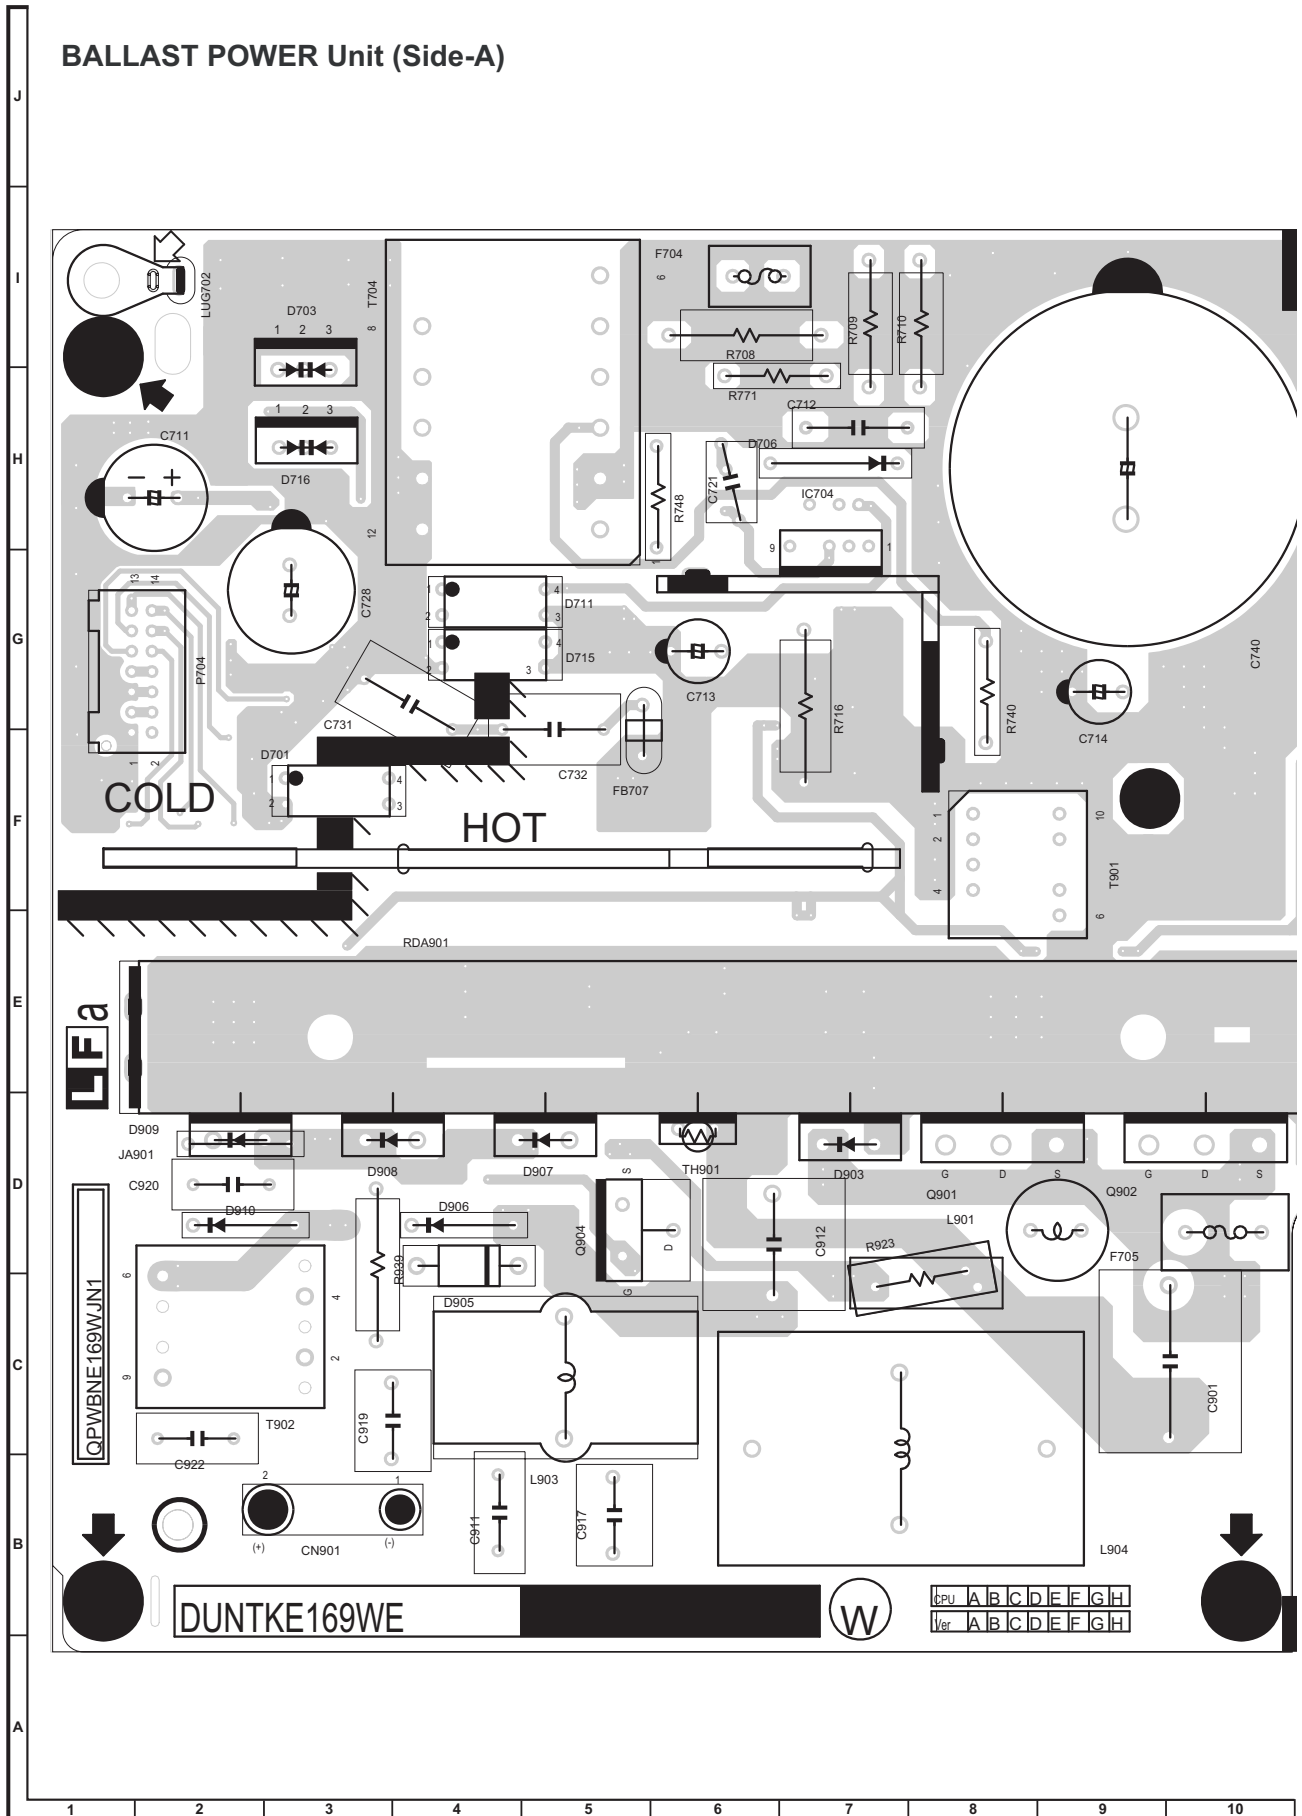 BALLAST POWER Unit (Side-A)
J
I
LUG702
D703
1 2 3
T704
8
F704
6
R708
R709
R710
R771
C712
H
1 2 3
C711
− +
D716
12
D706
C721
R748
IC704
9
1
1
G
13
14
P704
1
2
C728
1
2
4
3
D711
1
2
4
3
D715
C713
R716
R740
C714
C740
C731
C732
FB707
F
D701
1
2
4
3
COLD
HOT
1
2
4
10
6
T901
E
RDA901
LF a
D
D909
JA901
C920
D910
D908
D906
D907
S
Q904
D
G
TH901
D903
C912
G D S
Q901
L901
G D S
Q902
R923
F705
R939
D905
C
QPWBNE169WJN1
6
9
4
2
T902
C919
C901
C922
B
2
1
(+)
(-)
CN901
L903
C911
C917
L904
DUNTKE169WE
W
CPU A B C D E F G H
Ver A B C D E F G H
A
1 2 3 4 5 6 7 8 9 10